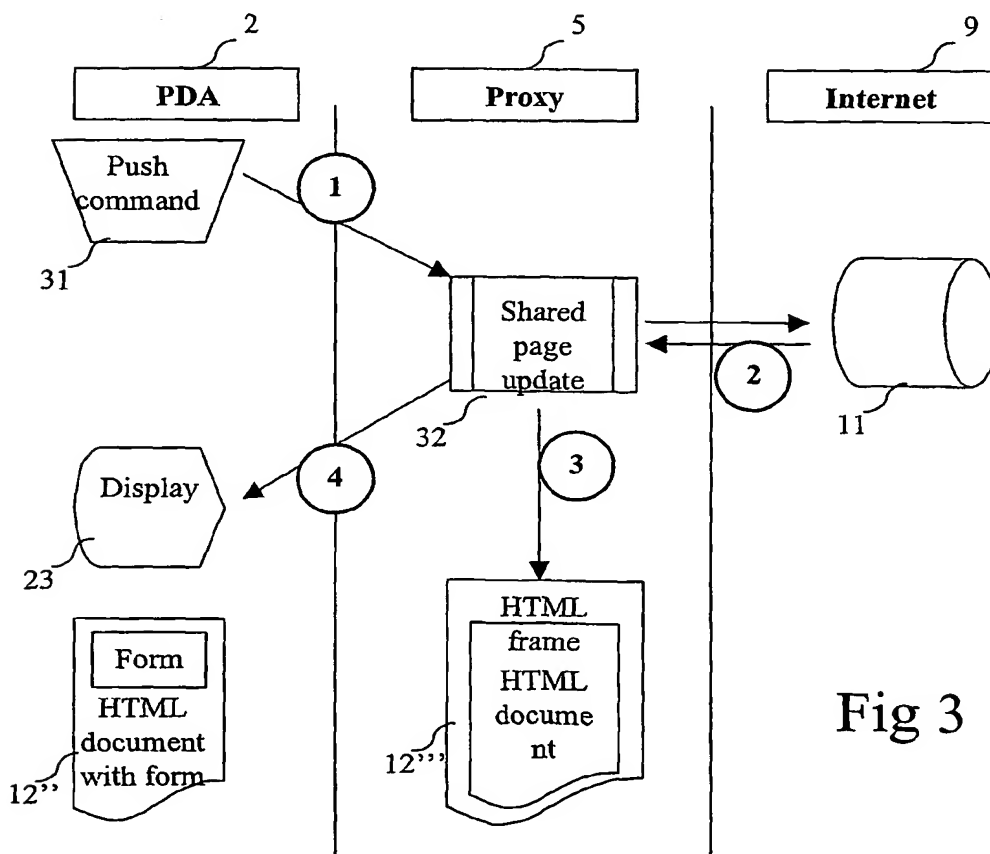 2
5
9
PDA
Proxy
Internet
Push
command
1
31
Shared
page
update
2
32
11
3
4
Display
23
HTML
frame
HTML
docume
nt
12'''
Form
HTML
document
with form
12''
Fig 3